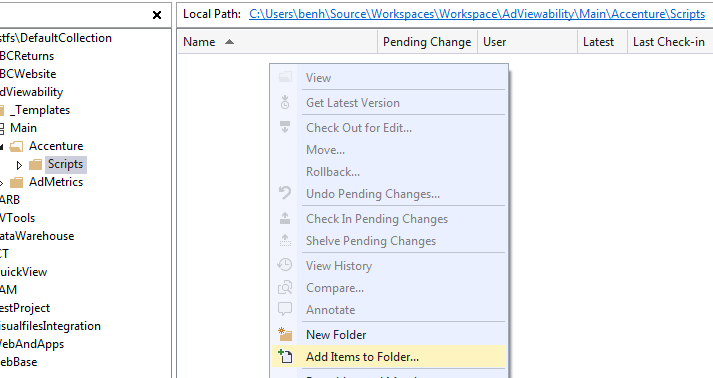 Local Path: C:\Users\benh\Source\Workspaces\Workspace\AdViewability\Main\Accenture\Scripts
Name Pending Change User Latest Last Check-in
stfs\DefaultCollection
BCReturns
BCWebsite
dViewability
_Templates
Main
Accenture
Scripts
AdMetrics
ARB
VTools
ataWarehouse
CT
uickView
AM
estProject
isualfilesIntegration
WebAndApps
ebBase
View
Get Latest Version
Check Out for Edit...
Move...
Rollback...
Undo Pending Changes...
Check In Pending Changes
Shelve Pending Changes
View History
Compare...
Annotate
New Folder
Add Items to Folder...